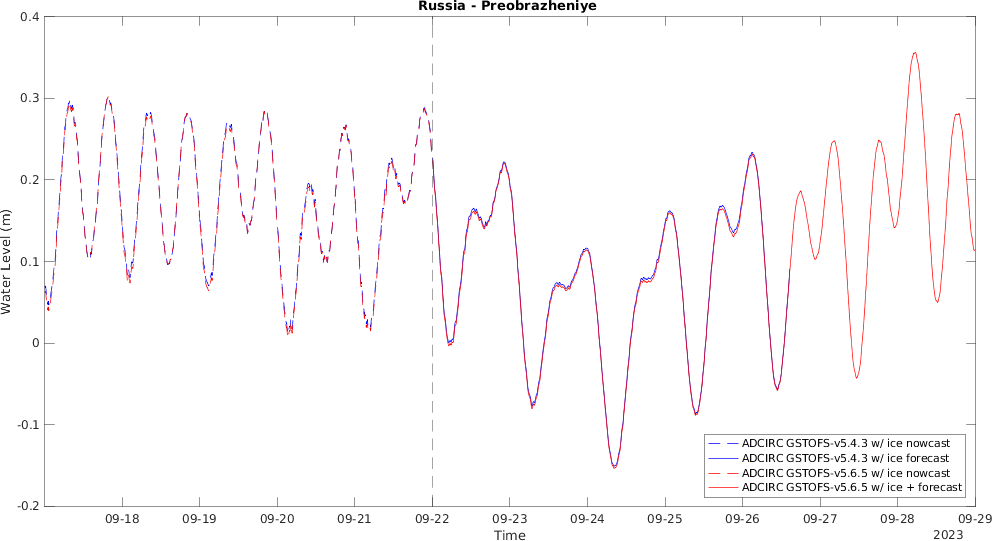 Russia - Preobrazheniye
0.4
0.3
0.2
0.1
0
-0.1
-0.2
Water Level (m)
ADCIRC GSTOFS-v5.4.3 w/ ice nowcast
ADCIRC GSTOFS-v5.4.3 w/ ice forecast
ADCIRC GSTOFS-v5.6.5 w/ ice nowcast
ADCIRC GSTOFS-v5.6.5 w/ ice + forecast
09-18 09-19 09-20 09-21 09-22 09-23 09-24 09-25 09-26 09-27 09-28 09-29
Time
2023